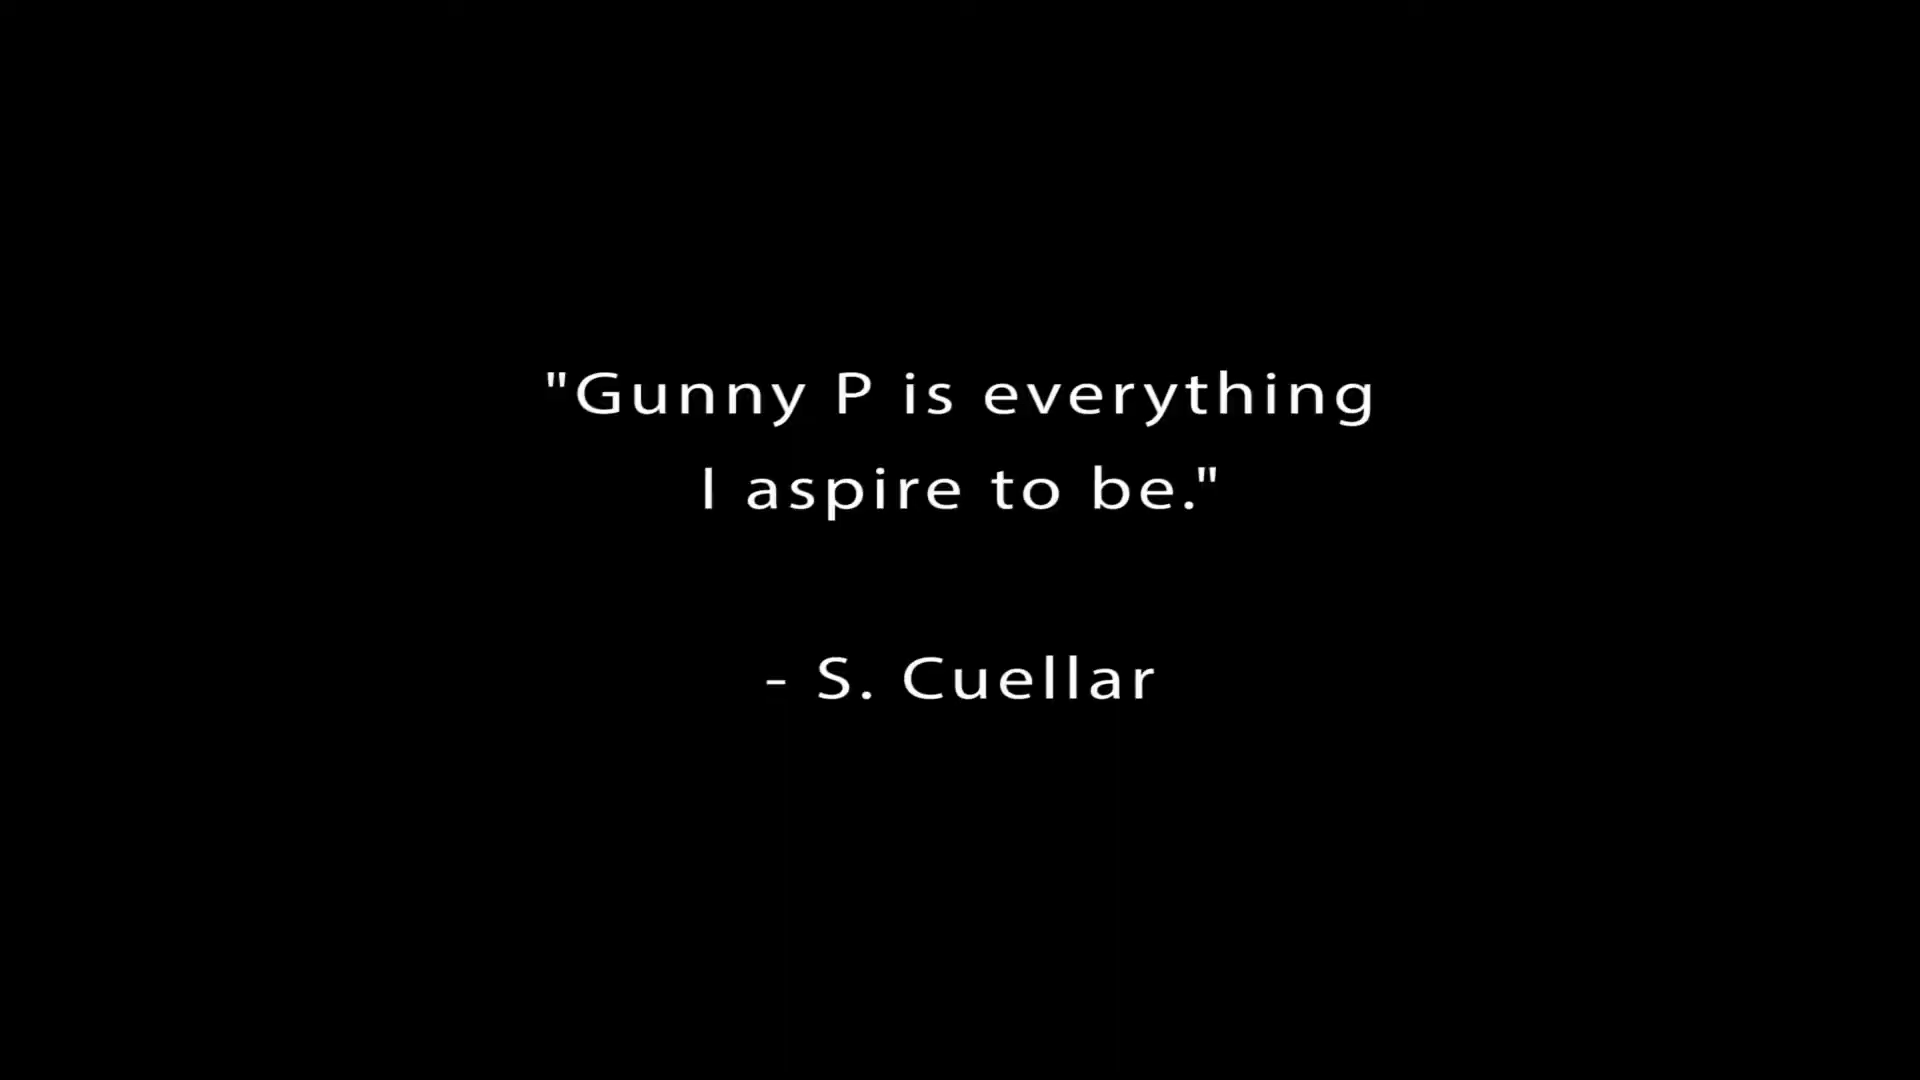 "Gunny P is everything
I aspire to be."
- S. Cuellar